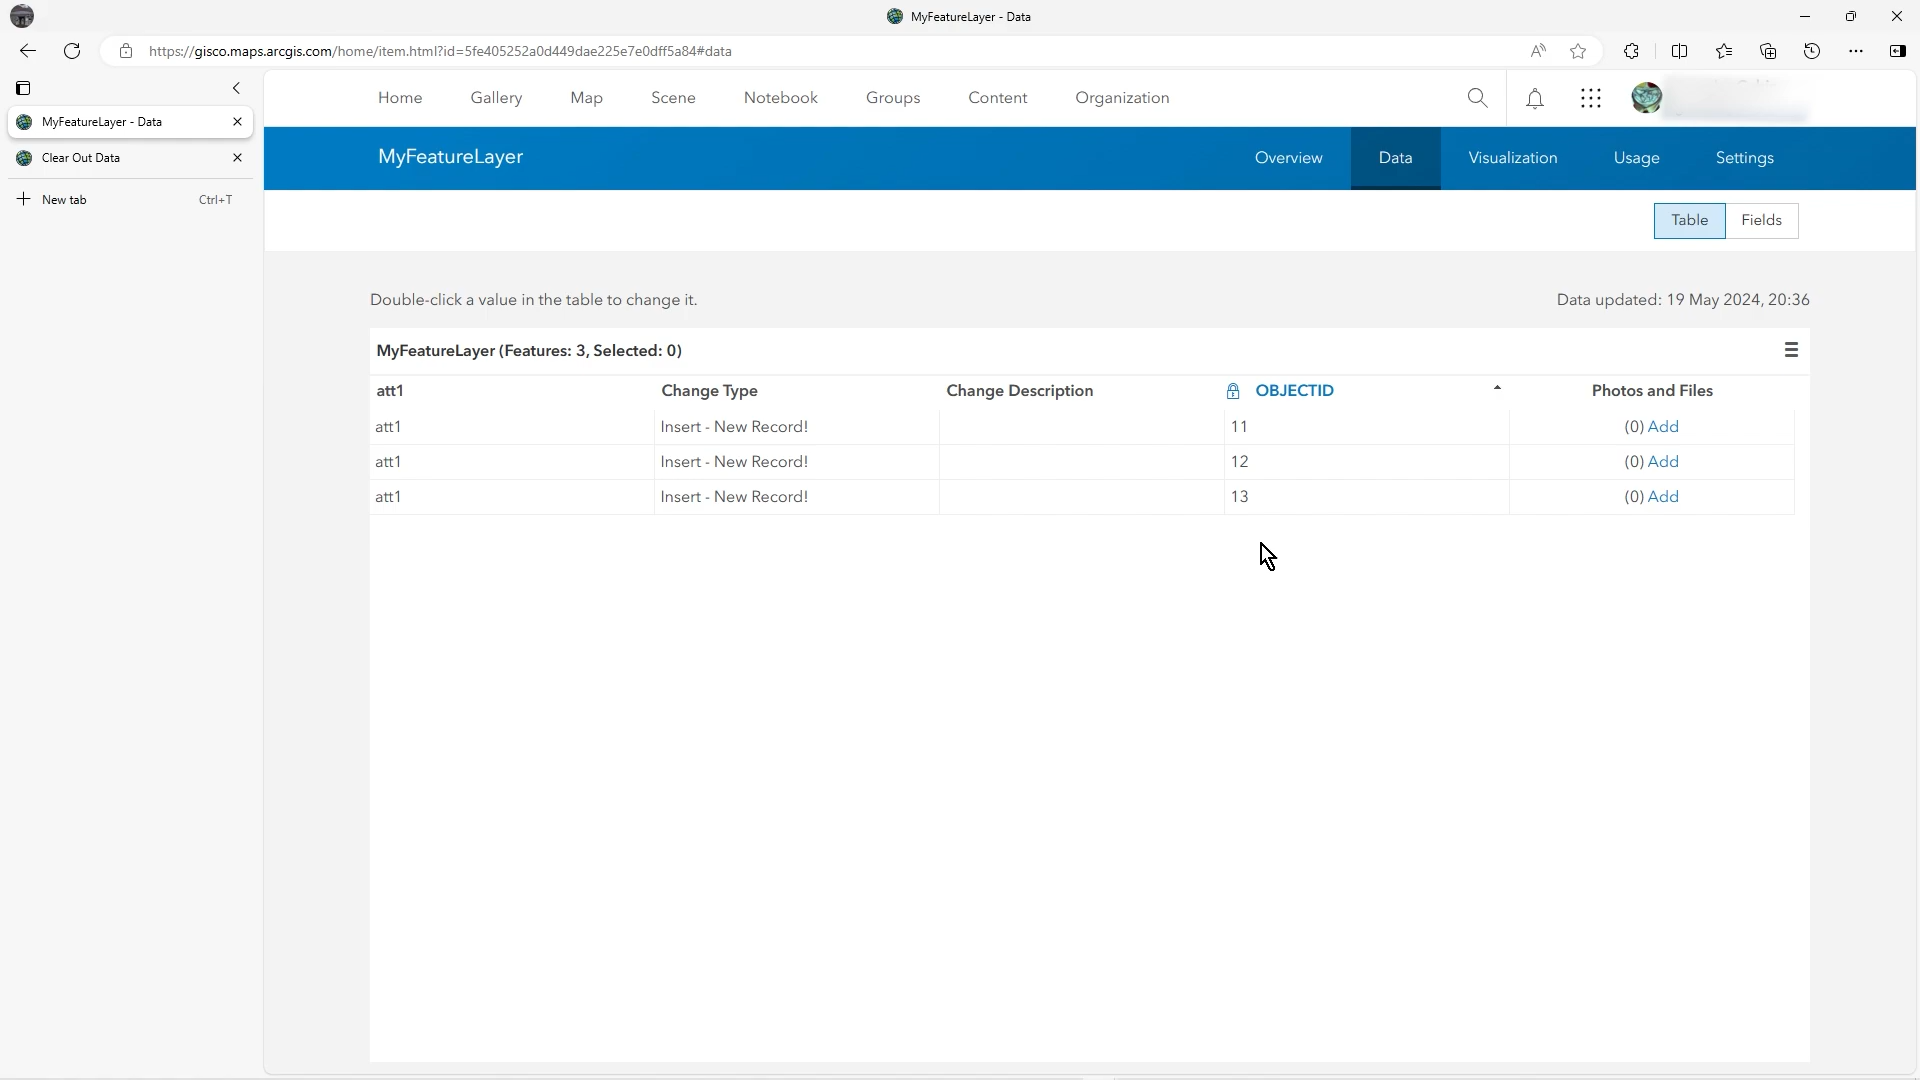 MyFeatureLayer - Data
https://gisco.maps.arcgis.com/home/item.html?id=5fe405252a0d449dae225e7e0dff5a84#data
MyFeatureLayer - Data
Clear Out Data
New tab Ctrl+T
Home Gallery Map Scene Notebook Groups Content Organization
MyFeatureLayer Overview Data Visualization Usage Settings
Table Fields
Double-click a value in the table to change it. Data updated: 19 May 2024, 20:36
MyFeatureLayer (Features: 3, Selected: 0)
att1 Change Type Change Description OBJECTID Photos and Files
att1 Insert - New Record! 11 (0) Add
att1 Insert - New Record! 12 (0) Add
att1 Insert - New Record! 13 (0) Add